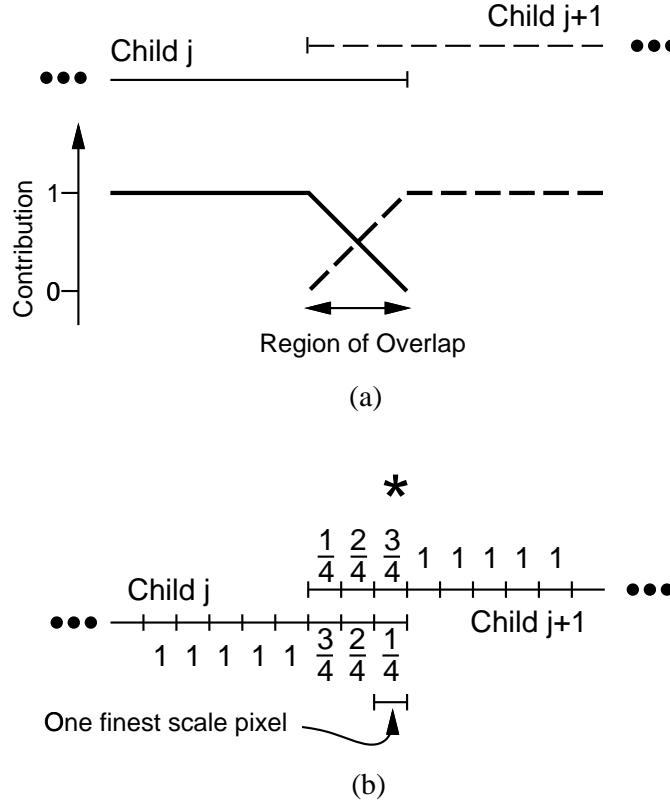 Child j+1
Child j
Contribution
1
0
Region of Overlap
(a)
*
1/4 2/4 3/4 1 1 1 1 1
Child j
Child j+1
1 1 1 1 1 3/4 2/4 1/4
One finest scale pixel
(b)